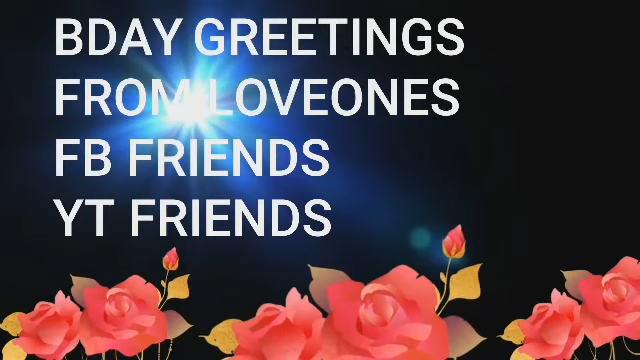 BDAY GREETINGS
FROM LOVEONES
FB FRIENDS
YT FRIENDS